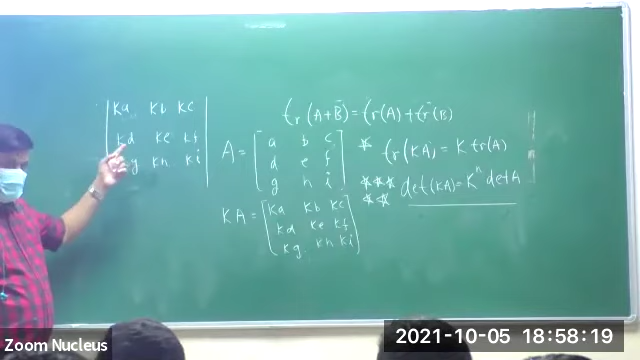 Ka Kb Kc
Kd Ke Kf
g Kh Ki
tr(A+B) = tr(A) + tr(B)
A =
a b c
d e f
g h i
* tr(KA) = K tr(A)
*** det(KA) = Kⁿ det A
**
KA =
Ka Kb Kc
Kd Ke Kf
Kg Kh Ki
Zoom Nucleus
2021-10-05 18:58:19